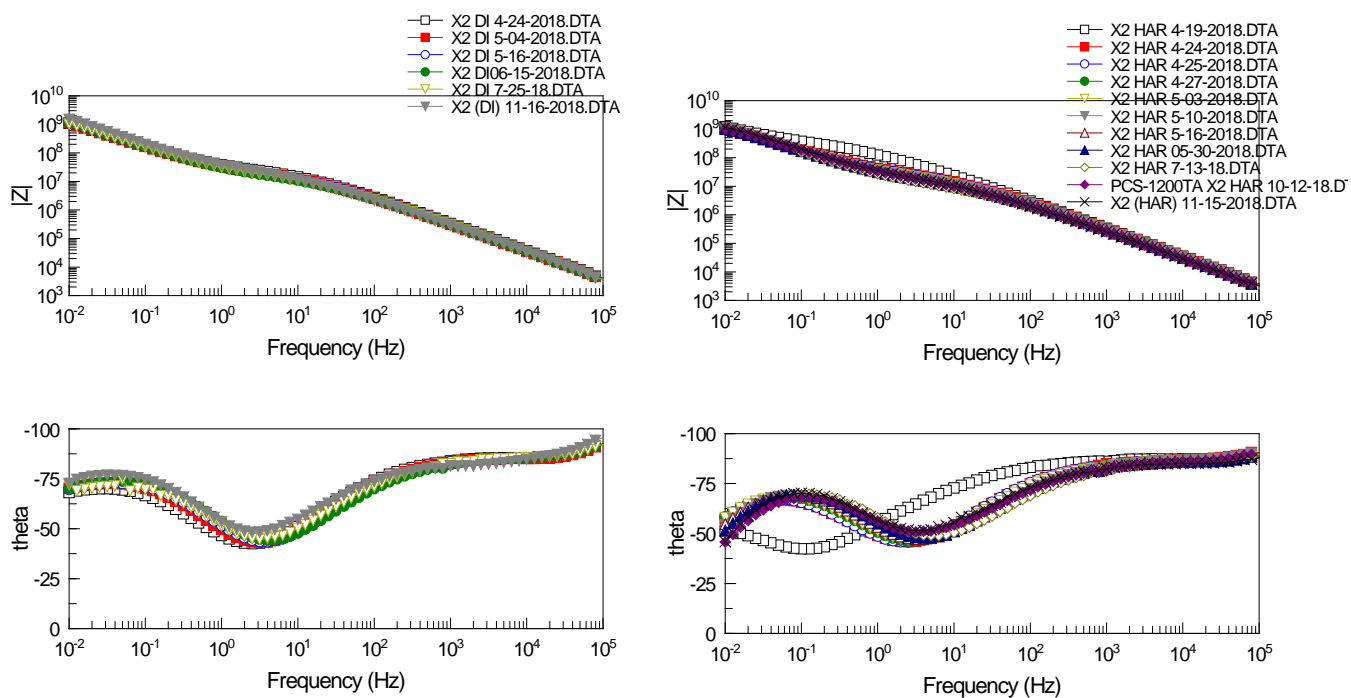 X2 DI 4-24-2018.DTA
X2 DI 5-04-2018.DTA
X2 DI 5-16-2018.DTA
X2 DI06-15-2018.DTA
X2 DI 7-25-18.DTA
X2 (DI) 11-16-2018.DTA
10^10
10^9
10^8
10^7
10^6
10^5
10^4
10^3
|Z|
10^-2 10^-1 10^0 10^1 10^2 10^3 10^4 10^5
Frequency (Hz)
X2 HAR 4-19-2018.DTA
X2 HAR 4-24-2018.DTA
X2 HAR 4-25-2018.DTA
X2 HAR 4-27-2018.DTA
X2 HAR 5-03-2018.DTA
X2 HAR 5-10-2018.DTA
X2 HAR 5-16-2018.DTA
X2 HAR 05-30-2018.DTA
X2 HAR 7-13-18.DTA
PCS-1200TA X2 HAR 10-12-18.DT
X2 (HAR) 11-15-2018.DTA
10^10
10^9
10^8
10^7
10^6
10^5
10^4
10^3
|Z|
10^-2 10^-1 10^0 10^1 10^2 10^3 10^4 10^5
Frequency (Hz)
-100
-75
-50
-25
0
theta
10^-2 10^-1 10^0 10^1 10^2 10^3 10^4 10^5
Frequency (Hz)
-100
-75
-50
-25
0
theta
10^-2 10^-1 10^0 10^1 10^2 10^3 10^4 10^5
Frequency (Hz)